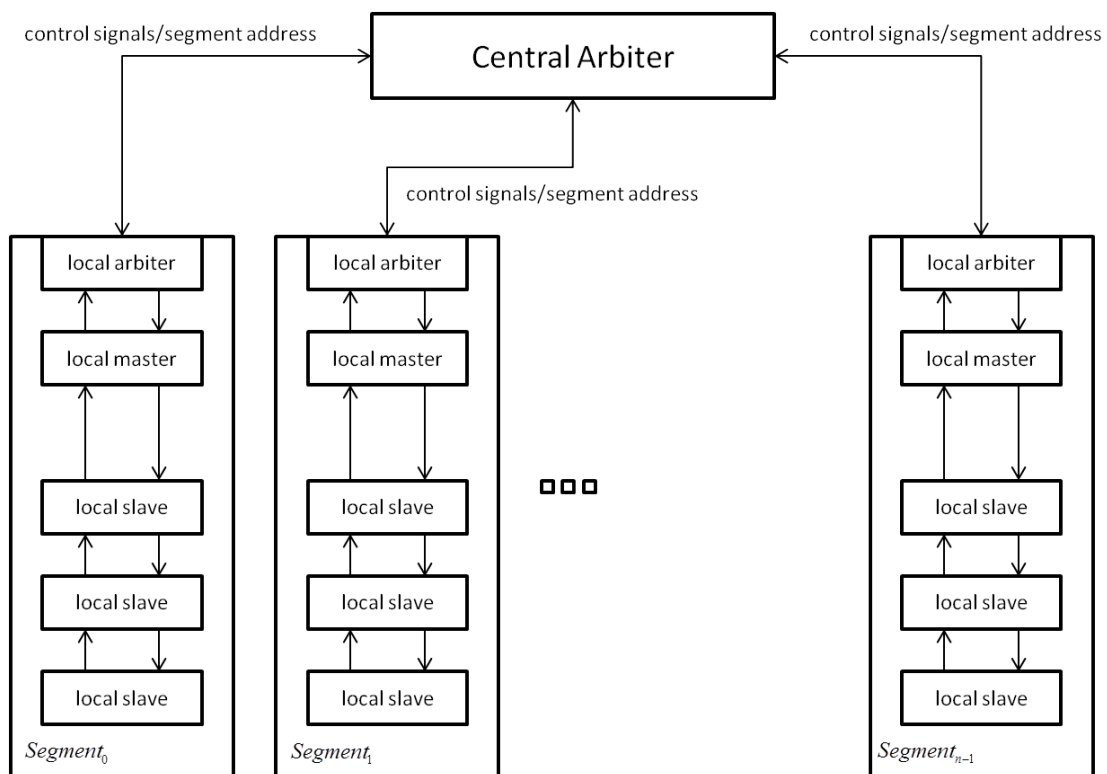 control signals/segment address
Central Arbiter
control signals/segment address
control signals/segment address
local arbiter
local master
local slave
local slave
local slave
Segment₀
local arbiter
local master
local slave
local slave
local slave
Segment₁
local arbiter
local master
local slave
local slave
local slave
Segmentₙ₋₁